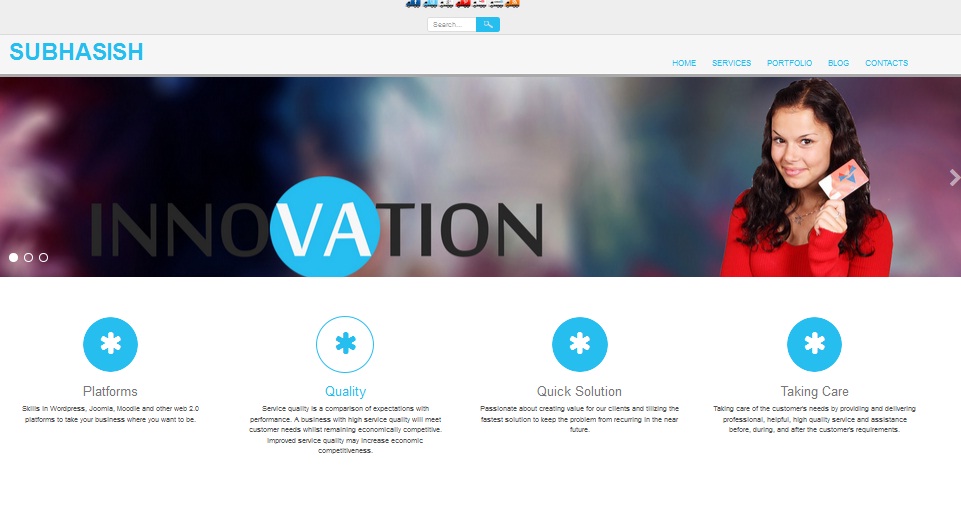 Search...
SUBHASISH
HOME SERVICES PORTFOLIO BLOG CONTACTS
INNOVATION
Platforms
Skills in Wordpress, Joomla, Moodle and other web 2.0
platforms to take your business where you want to be.
Quality
Service quality is a comparison of expectations with
performance. A business with high service quality will meet
customer needs whilst remaining economically competitive.
Improved service quality may increase economic
competitiveness.
Quick Solution
Passionate about creating value for our clients and tilizing the
fastest solution to keep the problem from recurring in the near
future.
Taking Care
Taking care of the customer's needs by providing and delivering
professional, helpful, high quality service and assistance
before, during, and after the customer's requirements.